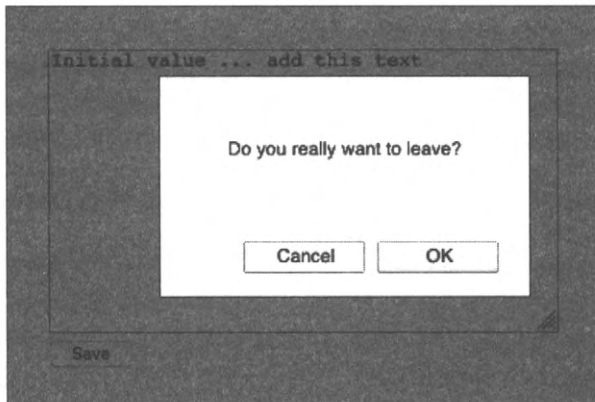 Initial value ... add this text
Do you really want to leave?
Cancel OK
Save